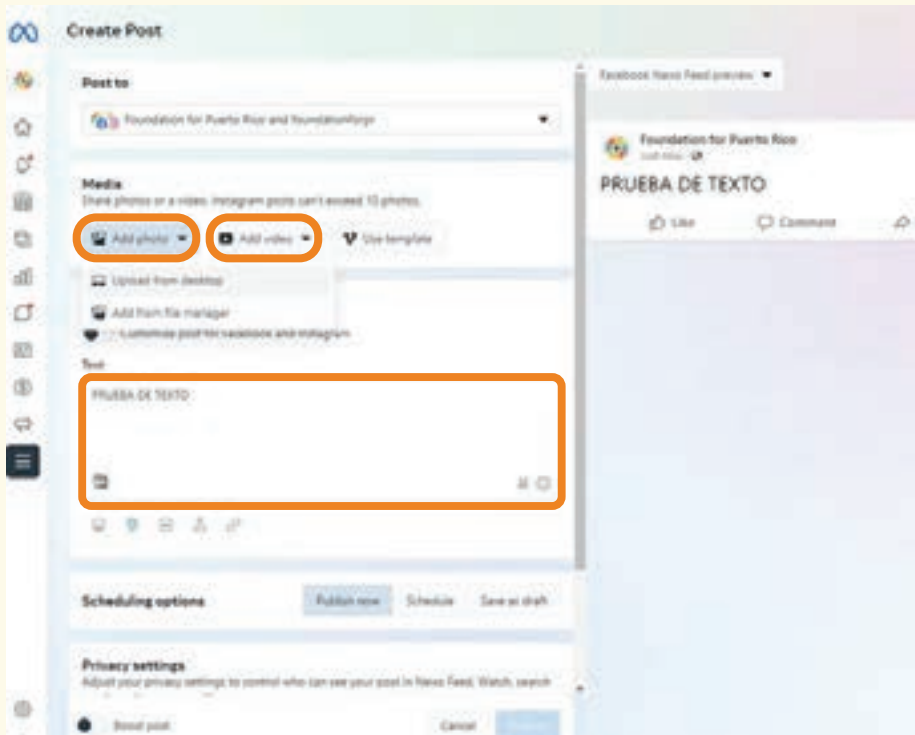 Create Post
Post to
Foundation for Puerto Rico and foundationforpr
Media
Share photos or a video. Instagram posts can't exceed 10 photos.
Add photo
Add video
Use template
Upload from desktop
Add from file manager
Customize post for Facebook and Instagram
Text
PRUEBA DE TEXTO
Scheduling options
Publish now
Schedule
Save as draft
Privacy settings
Adjust your privacy settings to control who can see your post in News Feed, Watch, search
Boost post
Cancel
Facebook News Feed preview
Foundation for Puerto Rico
PRUEBA DE TEXTO
Like
Comment